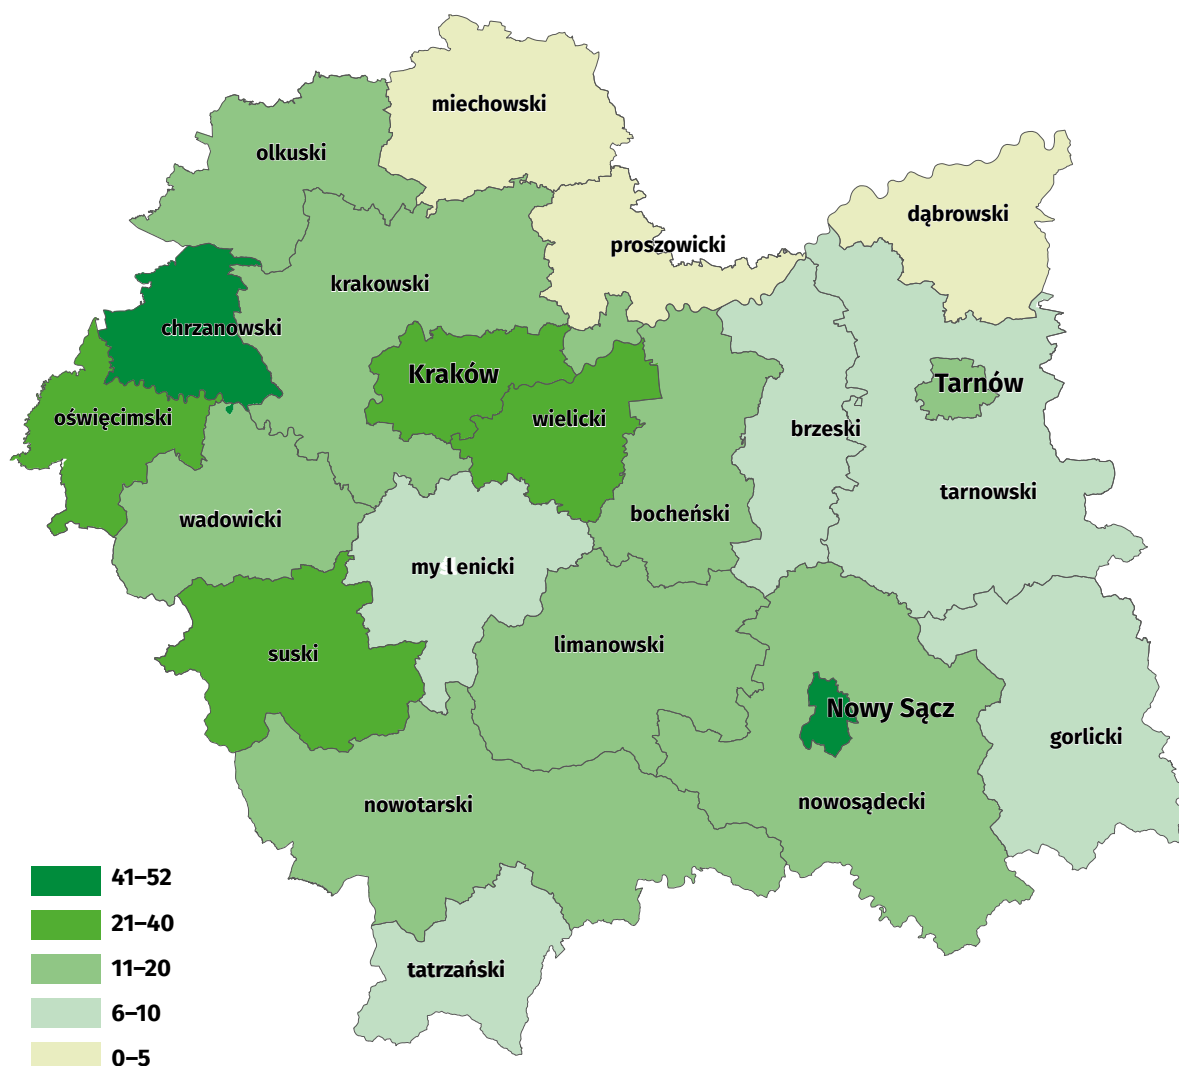 miechowski
olkuski
dąbrowski
proszowicki
krakowski
chrzanowski
Kraków
Tarnów
oświęcimski
wielicki
brzeski
tarnowski
wadowicki
bocheński
my l enicki
limanowski
suski
Nowy Sącz
gorlicki
nowotarski
nowosądecki
tatrzański
41–52
21–40
11–20
6–10
0–5